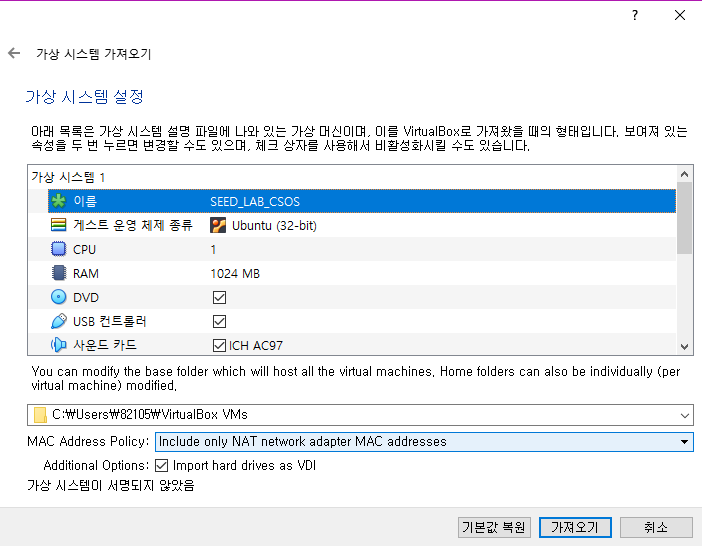 ?
가상 시스템 가져오기
가상 시스템 설정
아래 목록은 가상 시스템 설명 파일에 나와 있는 가상 머신이며, 이를 VirtualBox로 가져왔을 때의 형태입니다. 보여져 있는
속성을 두 번 누르면 변경할 수도 있으며, 체크 상자를 사용해서 비활성화시킬 수도 있습니다.
가상 시스템 1
이름 SEED_LAB_CSOS
게스트 운영 체제 종류 Ubuntu (32-bit)
CPU 1
RAM 1024 MB
DVD
USB 컨트롤러
사운드 카드 ICH AC97
You can modify the base folder which will host all the virtual machines. Home folders can also be individually (per
virtual machine) modified.
C:₩Users₩82105₩VirtualBox VMs
MAC Address Policy: Include only NAT network adapter MAC addresses
Additional Options: Import hard drives as VDI
가상 시스템이 서명되지 않았음
기본값 복원 가져오기 취소